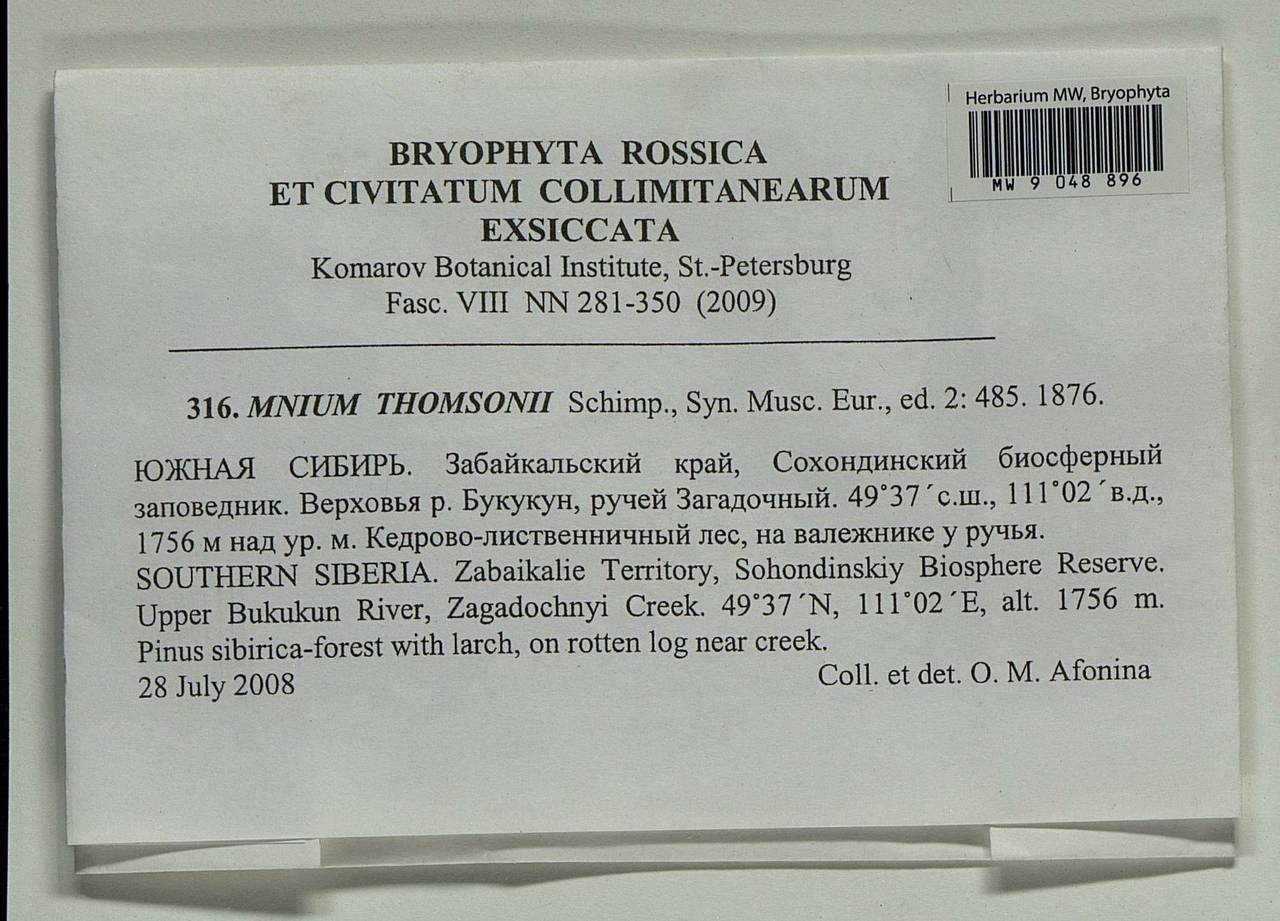 Herbarium MW, Bryophyta
MW 9 048 896
BRYOPHYTA ROSSICA
ET CIVITATUM COLLIMITANEARUM
EXSICCATA
Komarov Botanical Institute, St.-Petersburg
Fasc. VIII NN 281-350 (2009)
316. MNIUM THOMSONII Schimp., Syn. Musc. Eur., ed. 2: 485. 1876.
ЮЖНАЯ СИБИРЬ. Забайкальский край, Сохондинский биосферный
заповедник. Верховья р. Букукун, ручей Загадочный. 49°37´с.ш., 111°02´в.д.,
1756 м над ур. м. Кедрово-лиственничный лес, на валежнике у ручья.
SOUTHERN SIBERIA. Zabaikalie Territory, Sohondinskiy Biosphere Reserve.
Upper Bukukun River, Zagadochnyi Creek. 49°37´N, 111°02´E, alt. 1756 m.
Pinus sibirica-forest with larch, on rotten log near creek.
28 July 2008 Coll. et det. O. M. Afonina